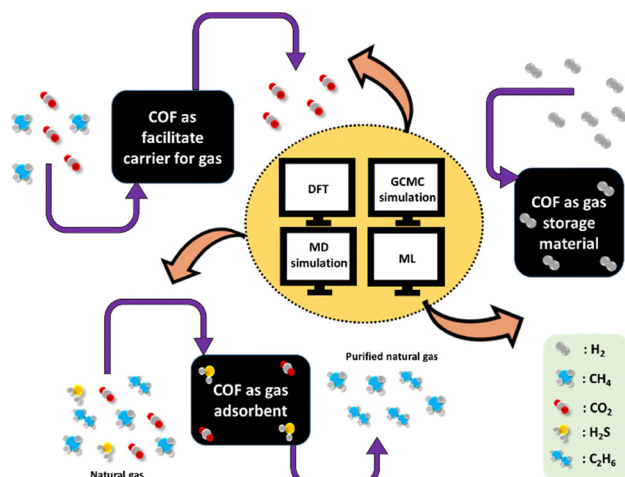 COF as
facilitate
carrier for gas
DFT
GCMC
simulation
MD
simulation
ML
COF as gas
storage
material
COF as gas
adsorbent
Purified natural gas
Natural gas
: H₂
: CH₄
: CO₂
: H₂S
: C₂H₆